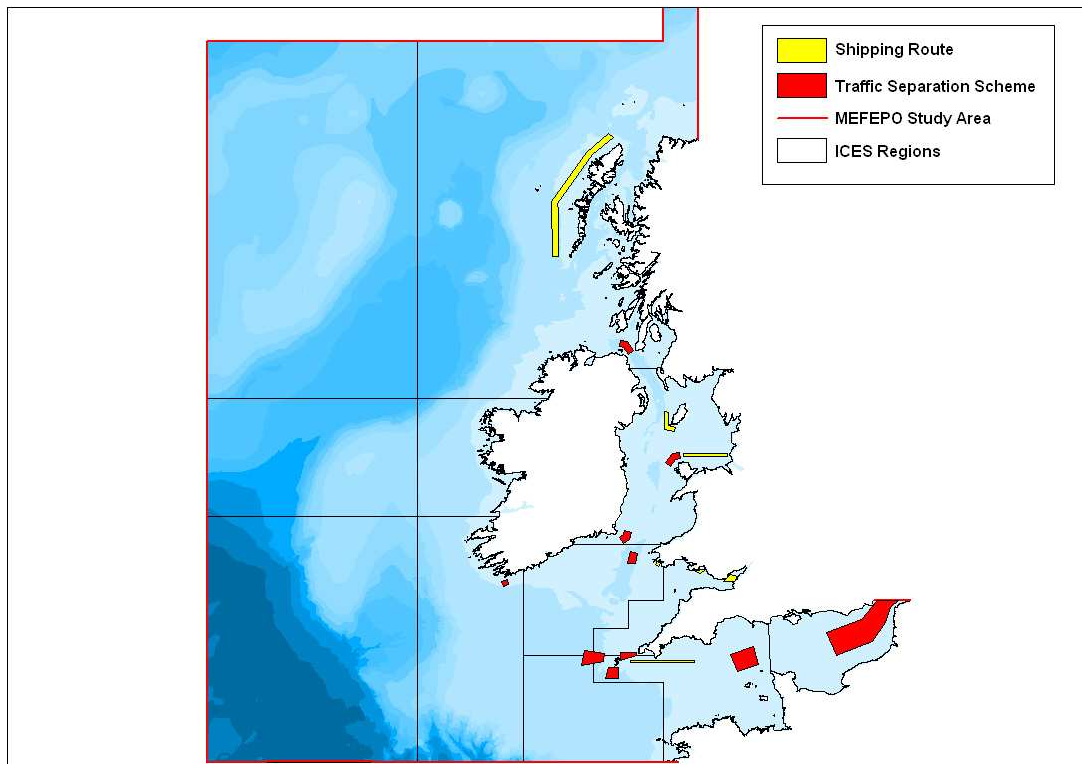 Shipping Route
Traffic Separation Scheme
MEFEPO Study Area
ICES Regions